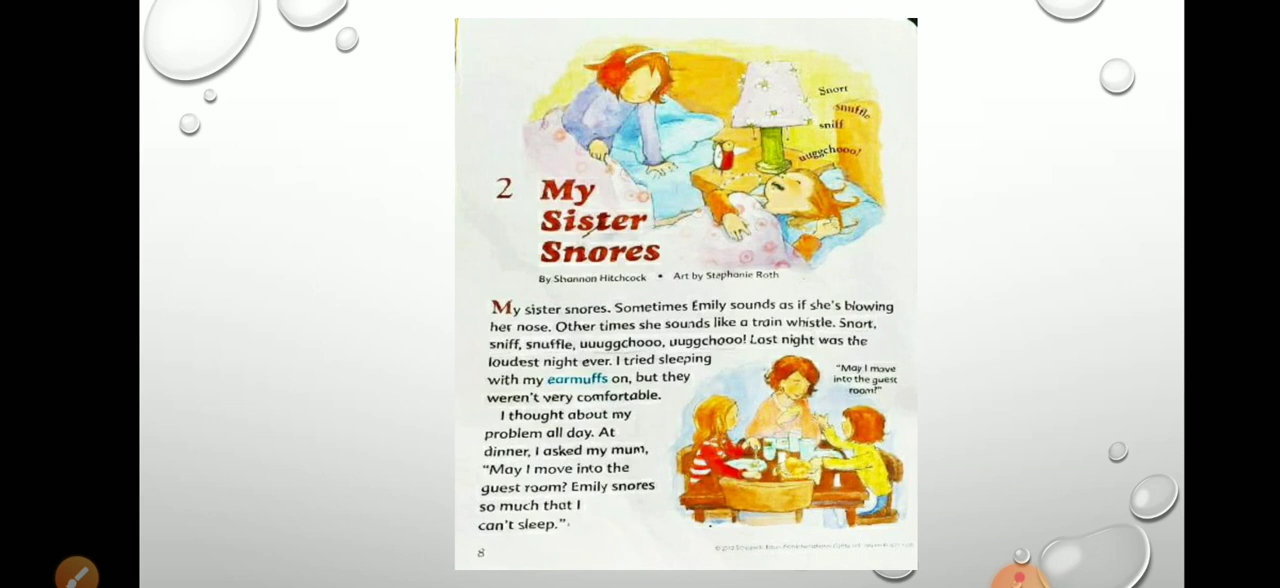 Snort
snuffle
sniff
uuggchooo!
2 My
Sister
Snores
By Shannon Hitchcock • Art by Stephanie Roth
My sister snores. Sometimes Emily sounds as if she's blowing
her nose. Other times she sounds like a train whistle. Snort,
sniff, snuffle, uuuggchooo, uuggchooo! Last night was the
loudest night ever. I tried sleeping
with my earmuffs on, but they
weren't very comfortable.
"May I move
into the guest
room?"
I thought about my
problem all day. At
dinner, I asked my mum,
"May I move into the
guest room? Emily snores
so much that I
can't sleep."
8